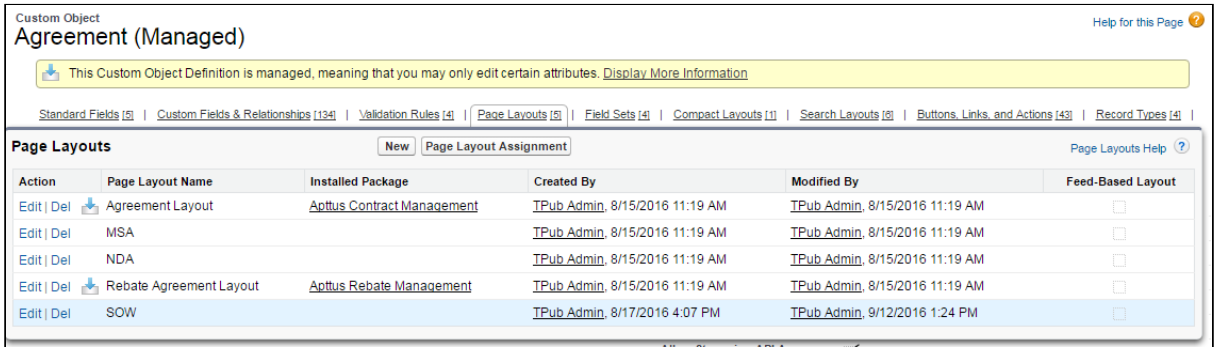 Custom Object
Agreement (Managed)
Help for this Page
This Custom Object Definition is managed, meaning that you may only edit certain attributes. Display More Information
Standard Fields [5] | Custom Fields & Relationships [134] | Validation Rules [4] | Page Layouts [5] | Field Sets [4] | Compact Layouts [1] | Search Layouts [6] | Buttons, Links, and Actions [43] | Record Types [4] |
Page Layouts New Page Layout Assignment Page Layouts Help ?
Action Page Layout Name Installed Package Created By Modified By Feed-Based Layout
Edit | Del Agreement Layout Apttus Contract Management TPub Admin, 8/15/2016 11:19 AM TPub Admin, 8/15/2016 11:19 AM
Edit | Del MSA TPub Admin, 8/15/2016 11:19 AM TPub Admin, 8/15/2016 11:19 AM
Edit | Del NDA TPub Admin, 8/15/2016 11:19 AM TPub Admin, 8/15/2016 11:19 AM
Edit | Del Rebate Agreement Layout Apttus Rebate Management TPub Admin, 8/15/2016 11:19 AM TPub Admin, 8/15/2016 11:19 AM
Edit | Del SOW TPub Admin, 8/17/2016 4:07 PM TPub Admin, 9/12/2016 1:24 PM